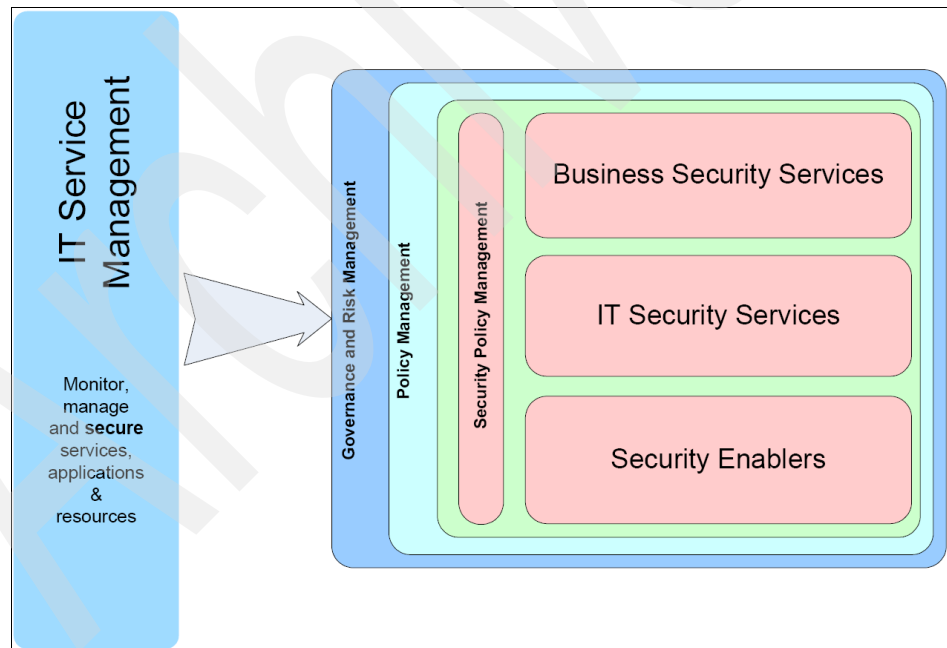 IT Service
Management
Monitor,
manage
and secure
services,
applications
&
resources
Governance and Risk Management
Policy Management
Security Policy Management
Business Security Services
IT Security Services
Security Enablers